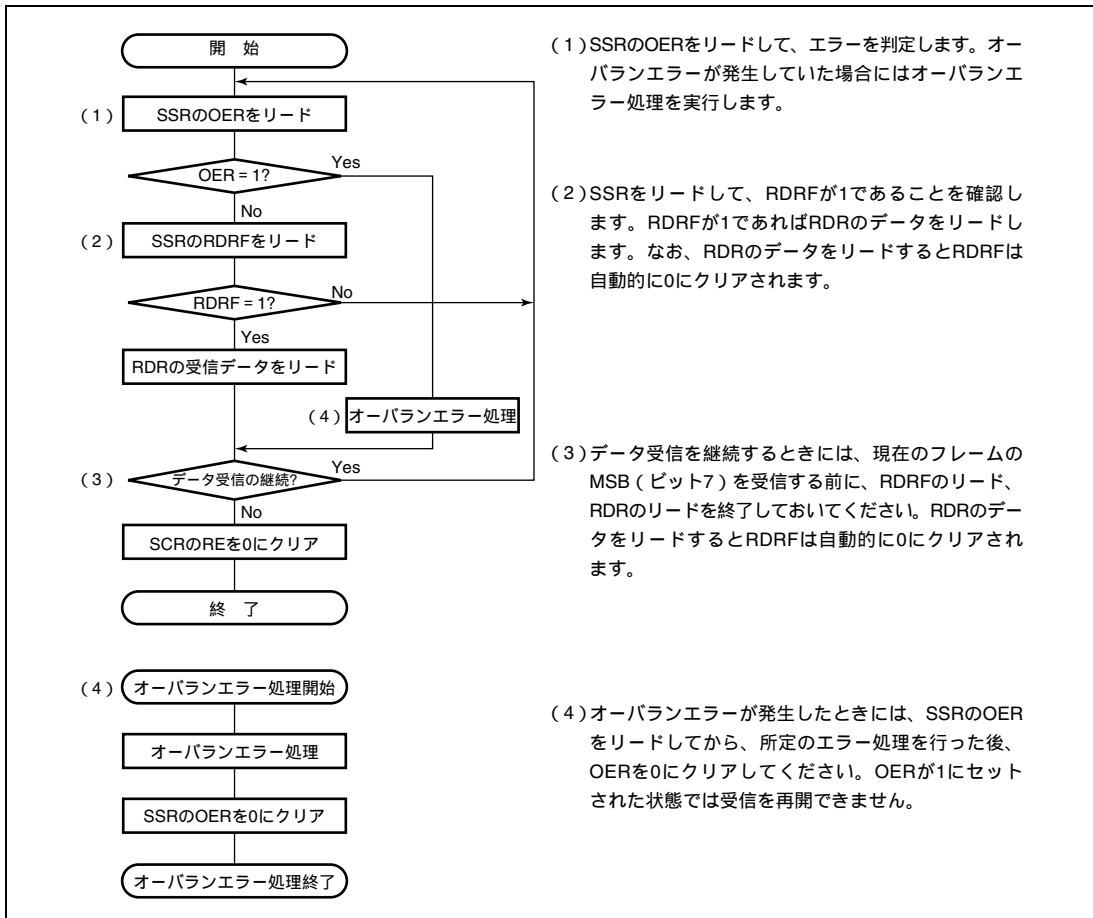 開 始
(1) SSRのOERをリード
OER = 1?
Yes
No
(2) SSRのRDRFをリード
RDRF = 1?
No
Yes
RDRの受信データをリード
(4) オーバランエラー処理
(3) データ受信の継続?
Yes
No
SCRのREを0にクリア
終 了
(4) オーバランエラー処理開始
オーバランエラー処理
SSRのOERを0にクリア
オーバランエラー処理終了
(1)SSRのOERをリードして、エラーを判定します。オー
バランエラーが発生していた場合にはオーバランエ
ラー処理を実行します。
(2)SSRをリードして、RDRFが1であることを確認し
ます。RDRFが1であればRDRのデータをリードし
ます。なお、RDRのデータをリードするとRDRFは
自動的に0にクリアされます。
(3)データ受信を継続するときには、現在のフレームの
MSB(ビット7)を受信する前に、RDRFのリード、
RDRのリードを終了しておいてください。RDRのデー
タをリードするとRDRFは自動的に0にクリアされ
ます。
(4)オーバランエラーが発生したときには、SSRのOER
をリードしてから、所定のエラー処理を行った後、
OERを0にクリアしてください。OERが1にセット
された状態では受信を再開できません。